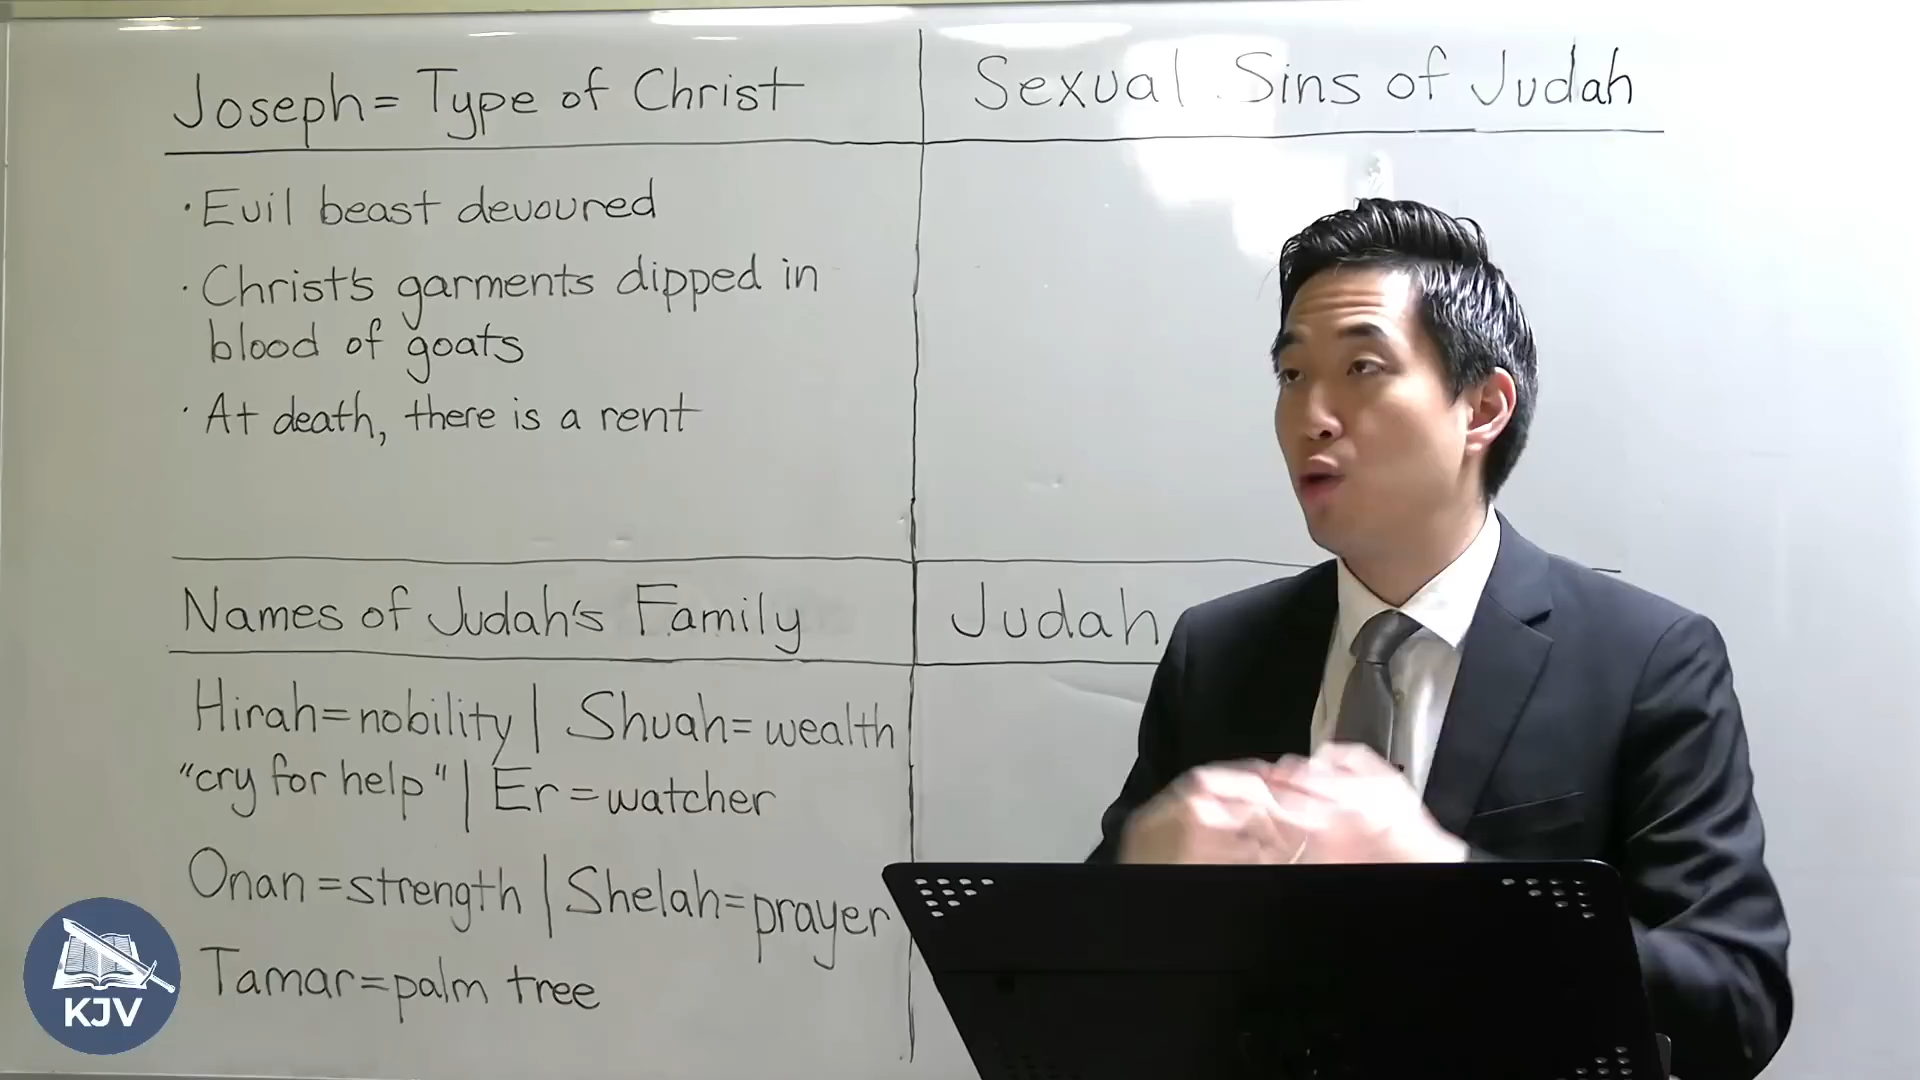 Joseph= Type of Christ
· Evil beast devoured
· Christ's garments dipped in
blood of goats
· At death, there is a rent
Sexual Sins of Judah
Names of Judah's Family
Hirah=nobility | Shuah=wealth
"cry for help" | Er=watcher
Onan=strength | Shelah=prayer
Tamar=palm tree
Judah
KJV